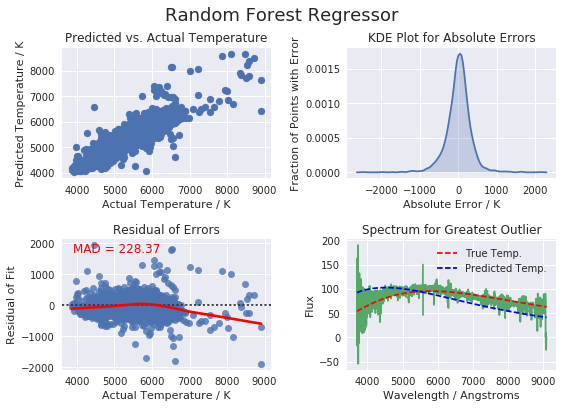 Random Forest Regressor
Predicted vs. Actual Temperature
Predicted Temperature / K
8000
7000
6000
5000
4000
4000 5000 6000 7000 8000 9000
Actual Temperature / K
KDE Plot for Absolute Errors
Fraction of Points with Error
0.0015
0.0010
0.0005
0.0000
−2000 −1000 0 1000 2000
Absolute Error / K
Residual of Errors
Residual of Fit
2000
1000
0
−1000
−2000
MAD = 228.37
4000 5000 6000 7000 8000 9000
Actual Temperature / K
Spectrum for Greatest Outlier
Flux
200
150
100
50
0
−50
True Temp.
Predicted Temp.
4000 5000 6000 7000 8000 9000
Wavelength / Angstroms